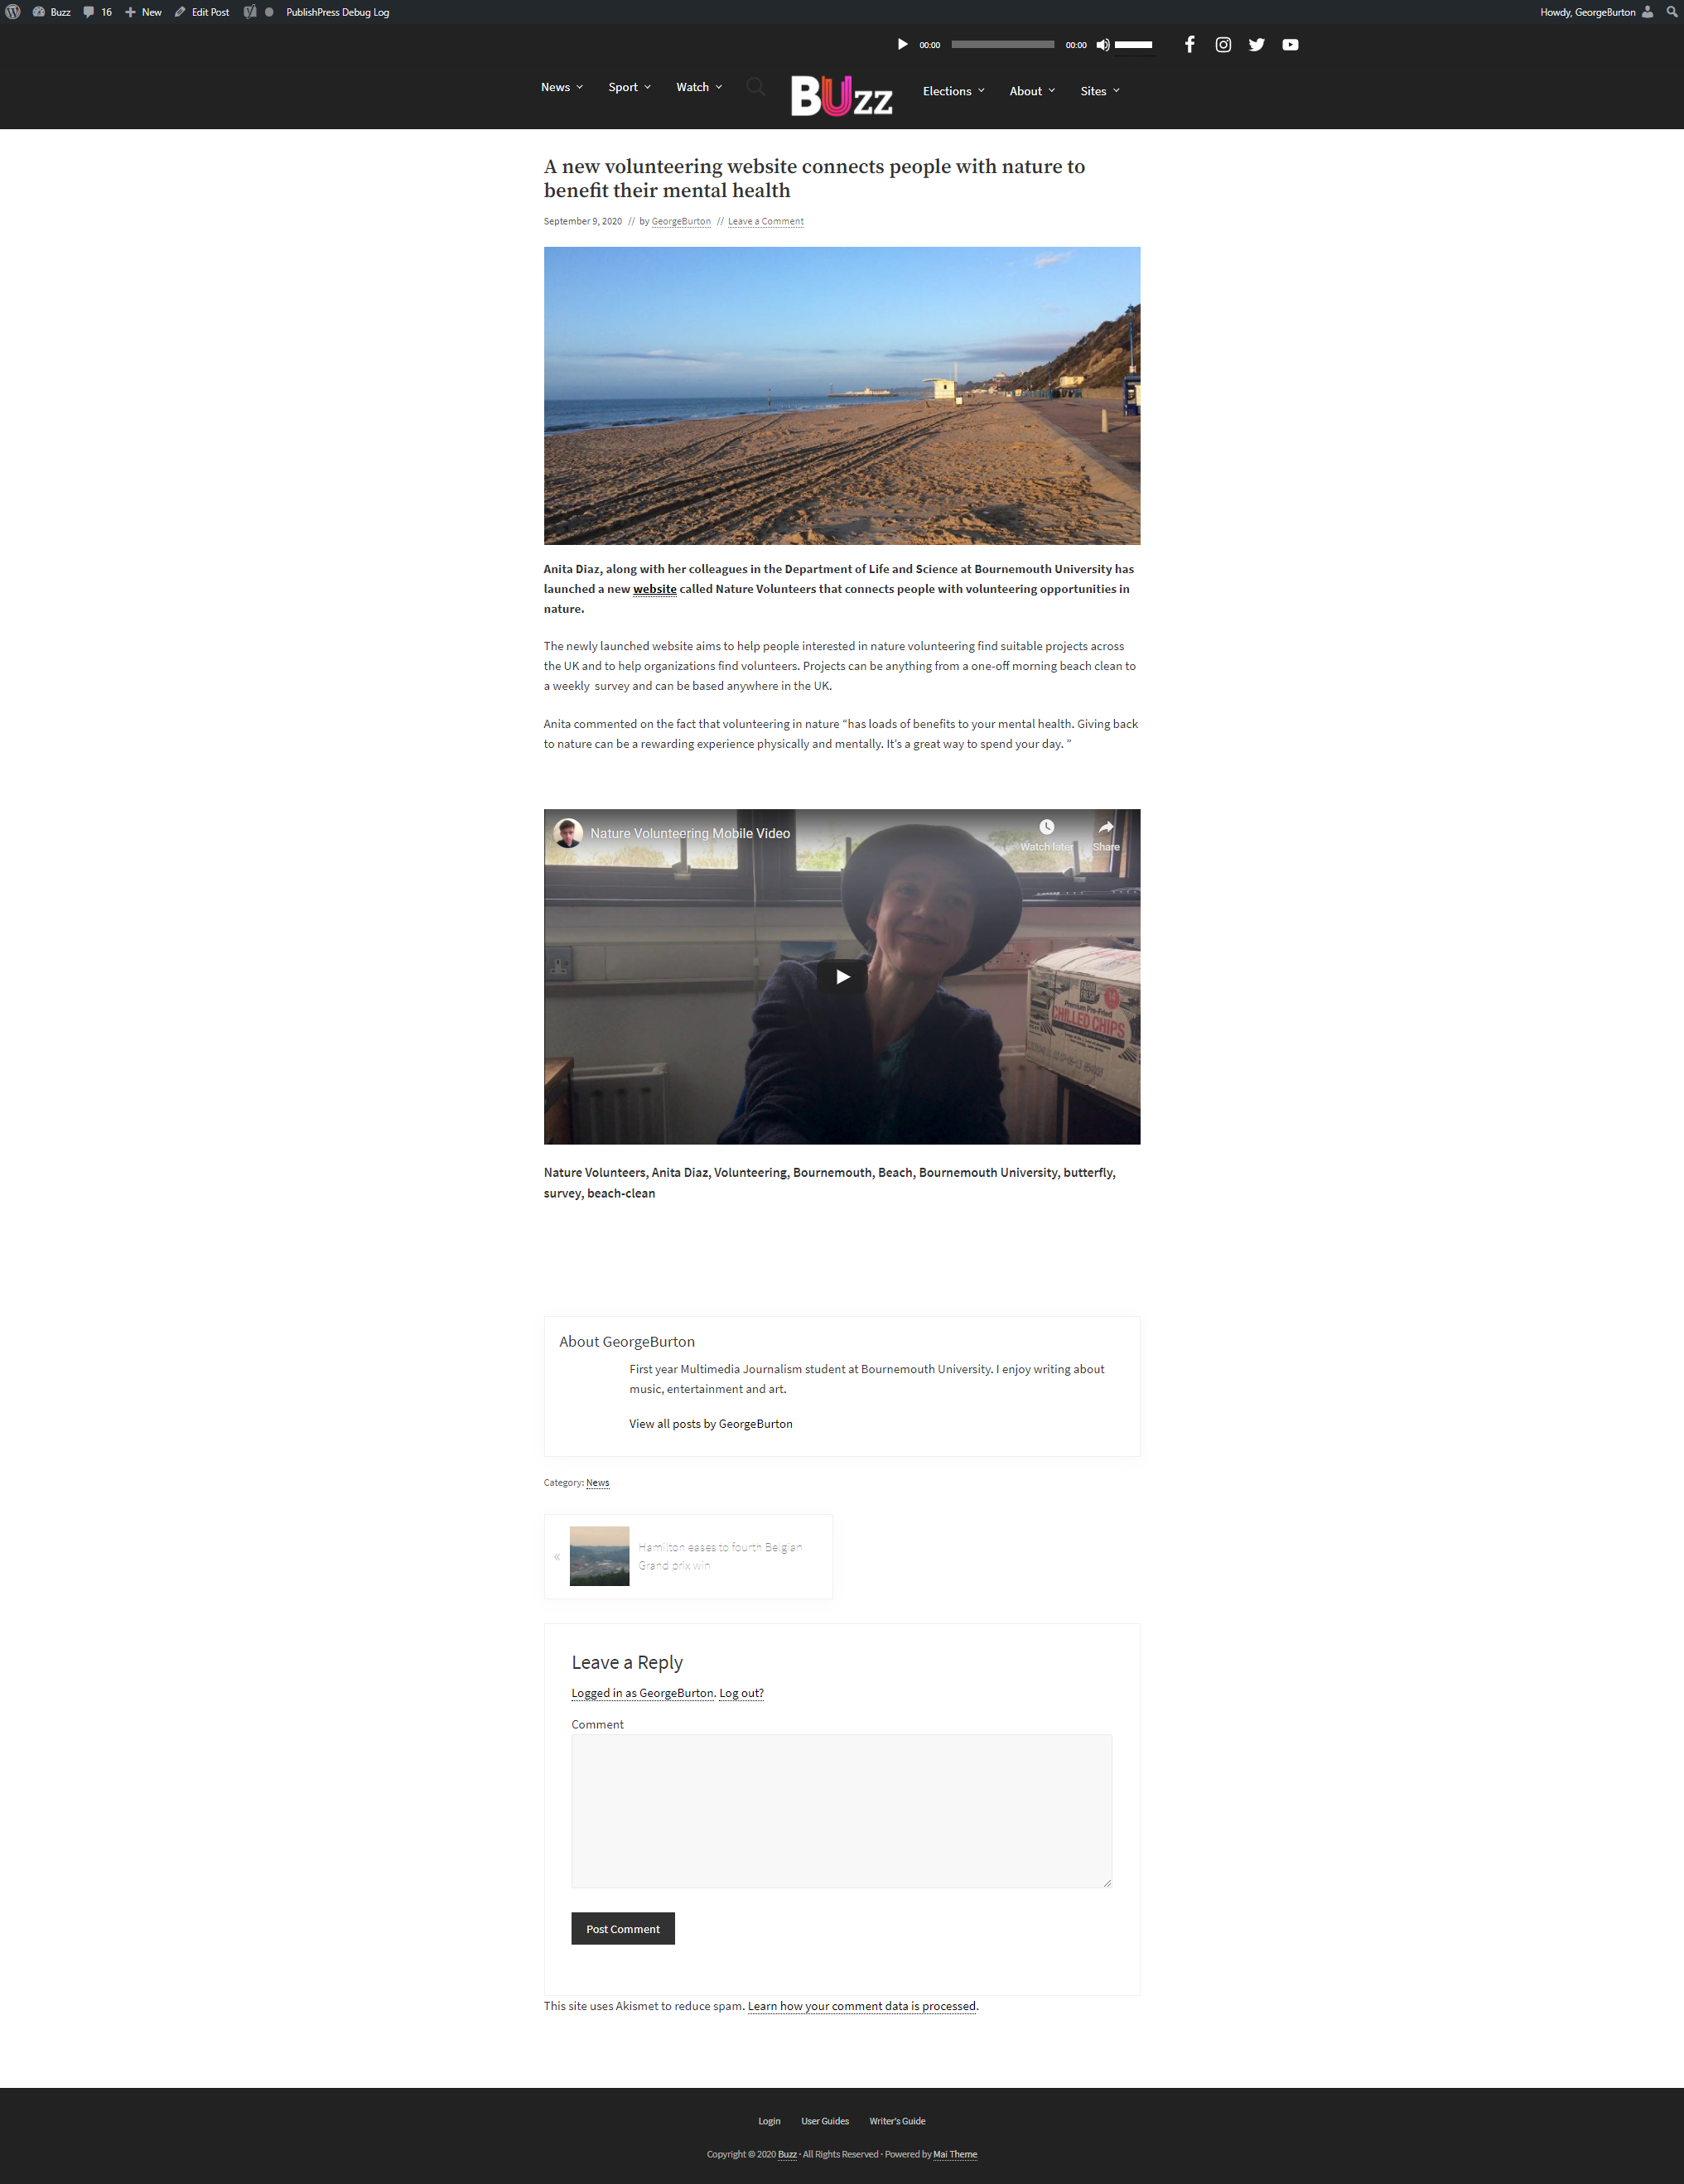 Buzz 16 New Edit Post PublishPress Debug Log Howdy, GeorgeBurton
00:00 00:00
News Sport Watch BUzz Elections About Sites
A new volunteering website connects people with nature to
benefit their mental health
September 9, 2020 // by GeorgeBurton // Leave a Comment
Anita Diaz, along with her colleagues in the Department of Life and Science at Bournemouth University has
launched a new website called Nature Volunteers that connects people with volunteering opportunities in
nature.
The newly launched website aims to help people interested in nature volunteering find suitable projects across
the UK and to help organizations find volunteers. Projects can be anything from a one-off morning beach clean to
a weekly survey and can be based anywhere in the UK.
Anita commented on the fact that volunteering in nature “has loads of benefits to your mental health. Giving back
to nature can be a rewarding experience physically and mentally. It’s a great way to spend your day. ”
Nature Volunteering Mobile Video
Watch later Share
14
Premium Pre-Fried
CHILLED CHIPS
Nature Volunteers, Anita Diaz, Volunteering, Bournemouth, Beach, Bournemouth University, butterfly,
survey, beach-clean
About GeorgeBurton
First year Multimedia Journalism student at Bournemouth University. I enjoy writing about
music, entertainment and art.
View all posts by GeorgeBurton
Category: News
« Hamilton eases to fourth Belgian
Grand prix win
Leave a Reply
Logged in as GeorgeBurton. Log out?
Comment
Post Comment
This site uses Akismet to reduce spam. Learn how your comment data is processed.
Login User Guides Writer's Guide
Copyright © 2020 Buzz · All Rights Reserved · Powered by Mai Theme